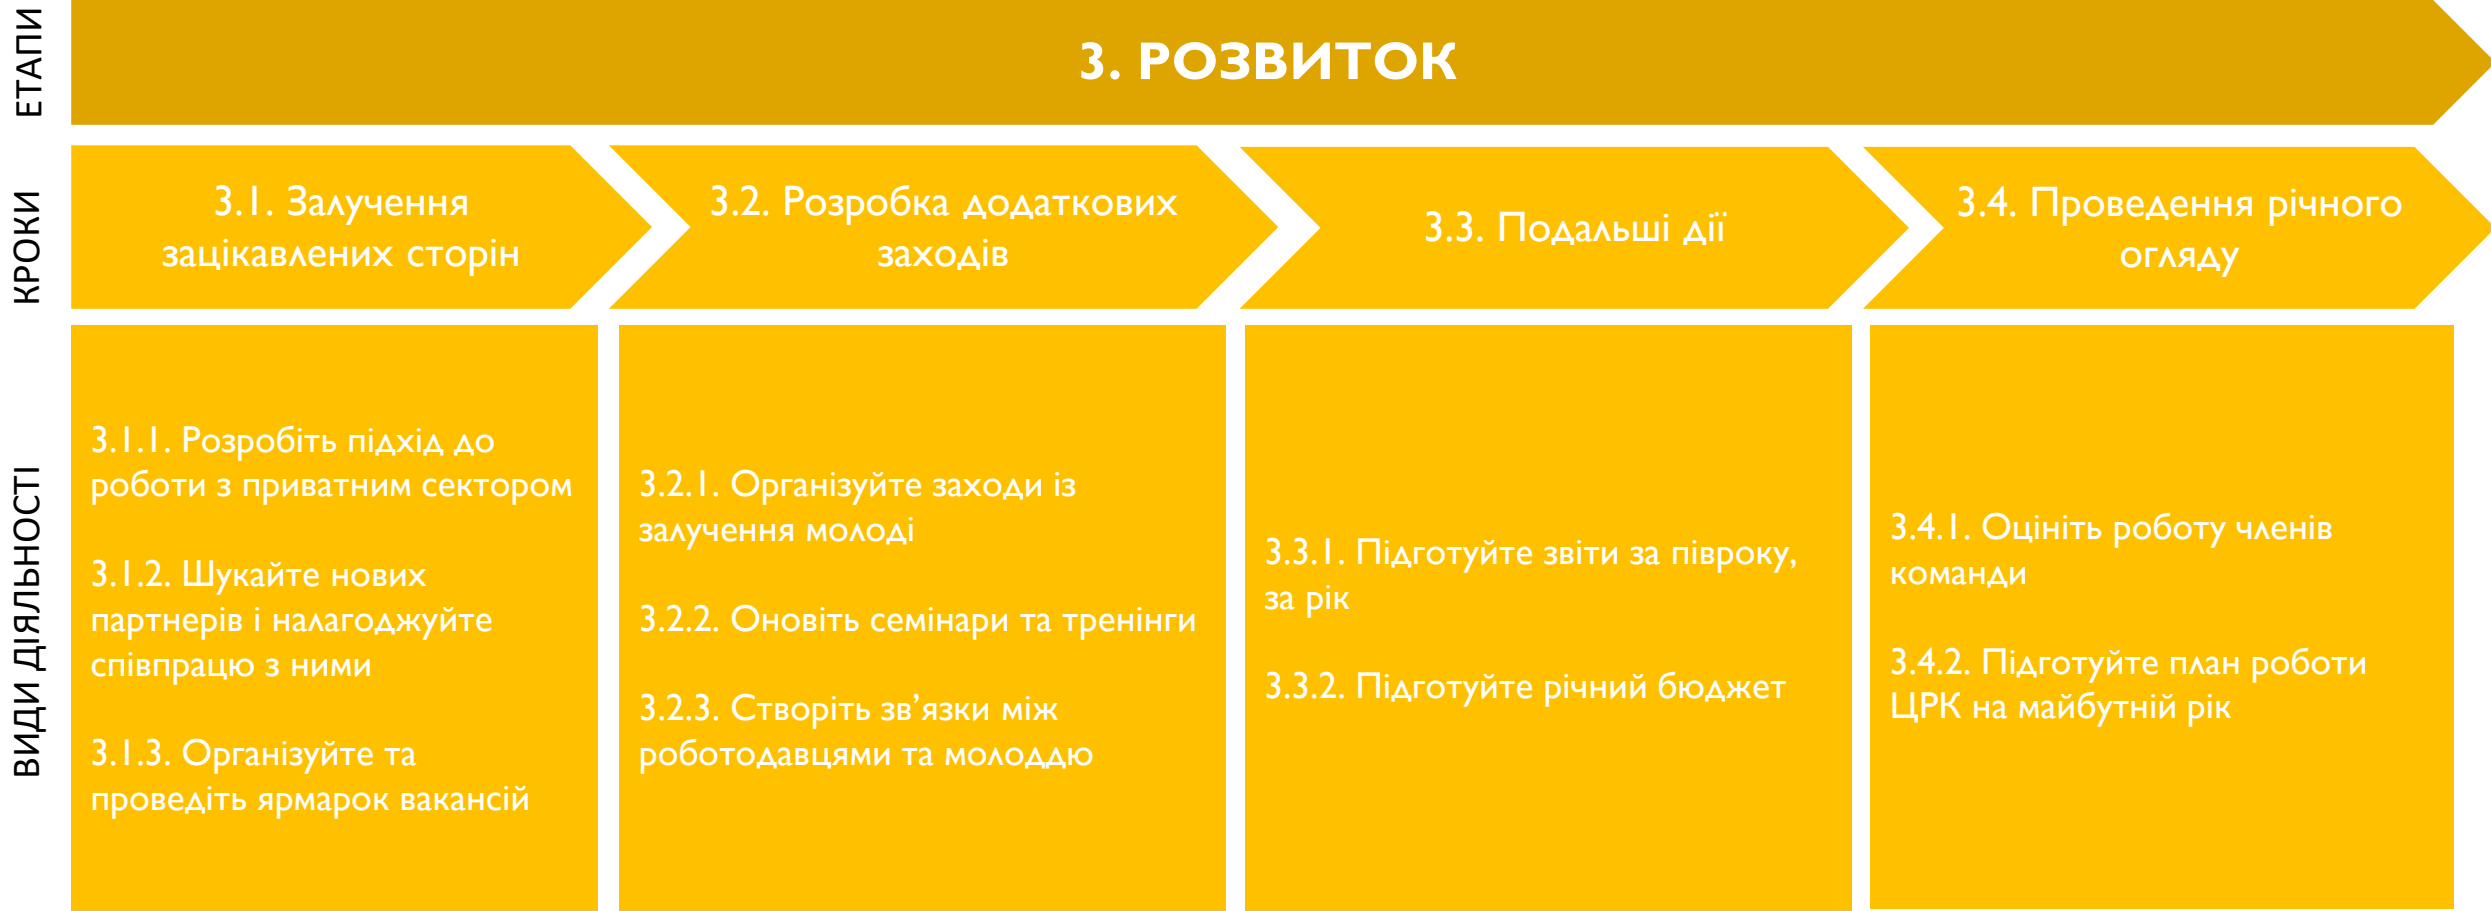 ЕТАПИ
3. РОЗВИТОК
КРОКИ
3.1. Залучення
зацікавлених сторін
3.2. Розробка додаткових
заходів
3.3. Подальші дії
3.4. Проведення річного
огляду
ВИДИ ДІЯЛЬНОСТІ
3.1.1. Розробіть підхід до
роботи з приватним сектором
3.1.2. Шукайте нових
партнерів і налагоджуйте
співпрацю з ними
3.1.3. Організуйте та
проведіть ярмарок вакансій
3.2.1. Організуйте заходи із
залучення молоді
3.2.2. Оновіть семінари та тренінги
3.2.3. Створіть зв’язки між
роботодавцями та молоддю
3.3.1. Підготуйте звіти за півроку,
за рік
3.3.2. Підготуйте річний бюджет
3.4.1. Оцініть роботу членів
команди
3.4.2. Підготуйте план роботи
ЦРК на майбутній рік